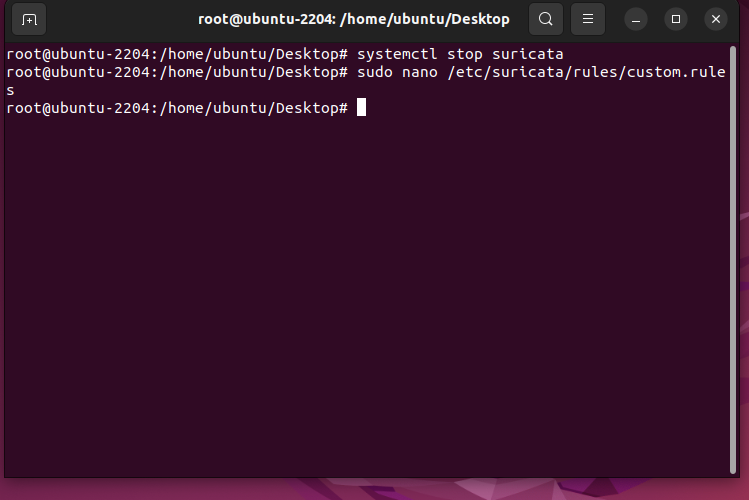 root@ubuntu-2204: /home/ubuntu/Desktop
root@ubuntu-2204:/home/ubuntu/Desktop# systemctl stop suricata
root@ubuntu-2204:/home/ubuntu/Desktop# sudo nano /etc/suricata/rules/custom.rule
s
root@ubuntu-2204:/home/ubuntu/Desktop#